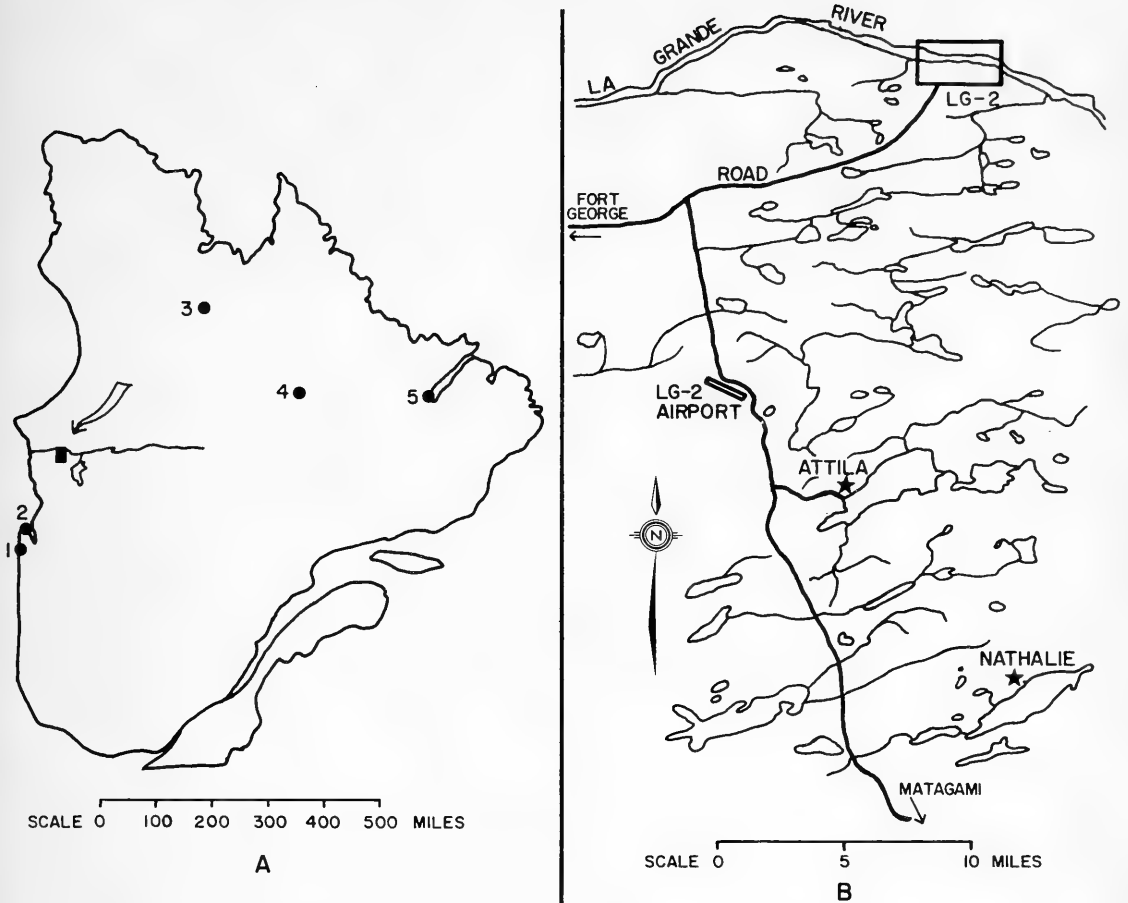 3
4
5
2
1
SCALE 0 100 200 300 400 500 MILES
A
LA GRANDE RIVER
LG-2
ROAD
FORT
GEORGE
LG-2
AIRPORT
ATTILA
N
NATHALIE
MATAGAMI
SCALE 0 5 10 MILES
B